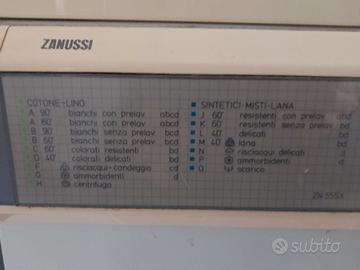 ZANUSSI
COTONE-LINO
A 90' bianchi con prelav. abcd
A 60' bianchi con prelav. abcd
B 90' bianchi senza prelav. bcd
B 60' bianchi senza prelav. bcd
C 60' colorati resistenti bd
D 40' colorati delicati bd
F risciacqui-candeggio cd
G ammorbidenti d
H centrifuga
SINTETICI-MISTI-LANA
J 60' resistenti con prelav. abd
K 60' resistenti senza prelav. bd
L 40' delicati bd
M 40' lana bd
N risciacqui delicati d
P ammorbidenti d
Q scarico
ZN 555X
subito